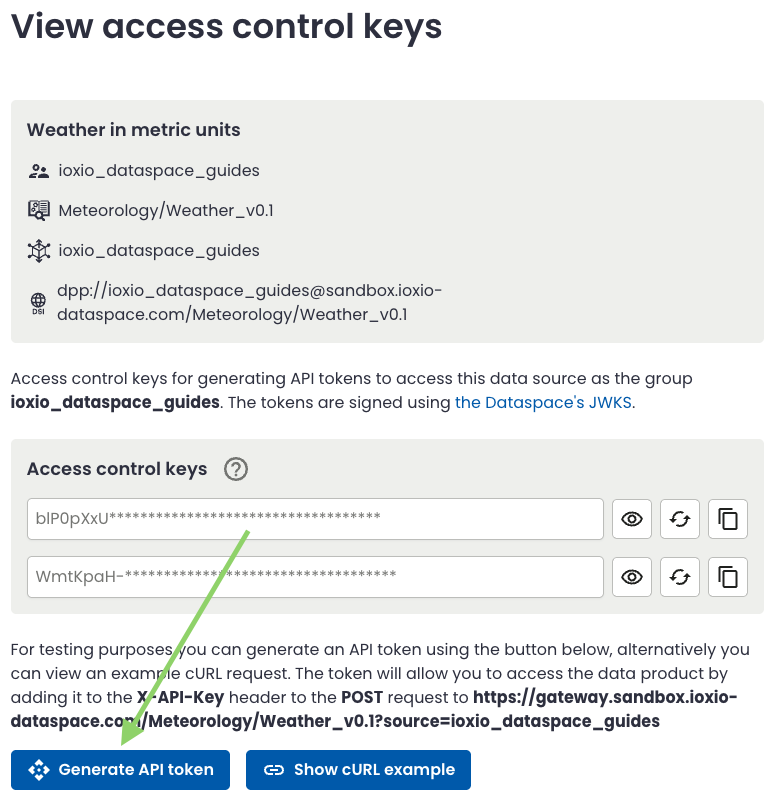 View access control keys
Weather in metric units
ioxio_dataspace_guides
Meteorology/Weather_v0.1
ioxio_dataspace_guides
DSI
dpp://ioxio_dataspace_guides@sandbox.ioxio-
dataspace.com/Meteorology/Weather_v0.1
Access control keys for generating API tokens to access this data source as the group
ioxio_dataspace_guides. The tokens are signed using the Dataspace's JWKS.
Access control keys ?
blP0pXxU***********************************
WmtKpaH-***********************************
For testing purposes you can generate an API token using the button below, alternatively you
can view an example cURL request. The token will allow you to access the data product by
adding it to the X-API-Key header to the POST request to https://gateway.sandbox.ioxio-
dataspace.com/Meteorology/Weather_v0.1?source=ioxio_dataspace_guides
Generate API token Show cURL example